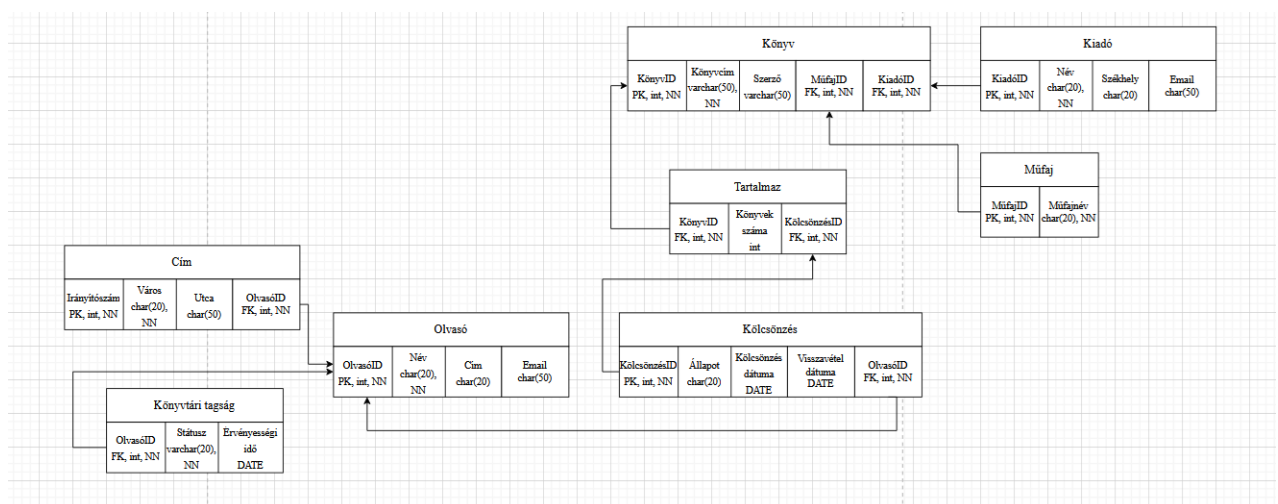 Könyv
KönyvID
PK, int, NN
Könyvcím
varchar(50),
NN
Szerző
varchar(50)
MűfajID
FK, int, NN
KiadóID
FK, int, NN
Kiadó
KiadóID
PK, int, NN
Név
char(20),
NN
Székhely
char(20)
Email
char(50)
Tartalmaz
KönyvID
FK, int, NN
Könyvek
száma
int
KölcsönzésID
FK, int, NN
Műfaj
MűfajID
PK, int, NN
Műfajnév
char(20), NN
Cím
Irányítószám
PK, int, NN
Város
char(20),
NN
Utca
char(50)
OlvasóID
FK, int, NN
Olvasó
OlvasóID
PK, int, NN
Név
char(20),
NN
Cím
char(20)
Email
char(50)
Kölcsönzés
KölcsönzésID
PK, int, NN
Állapot
char(20)
Kölcsönzés
dátuma
DATE
Visszavétel
dátuma
DATE
OlvasóID
FK, int, NN
Könyvtári tagság
OlvasóID
FK, int, NN
Státusz
varchar(20),
NN
Érvényességi
idő
DATE